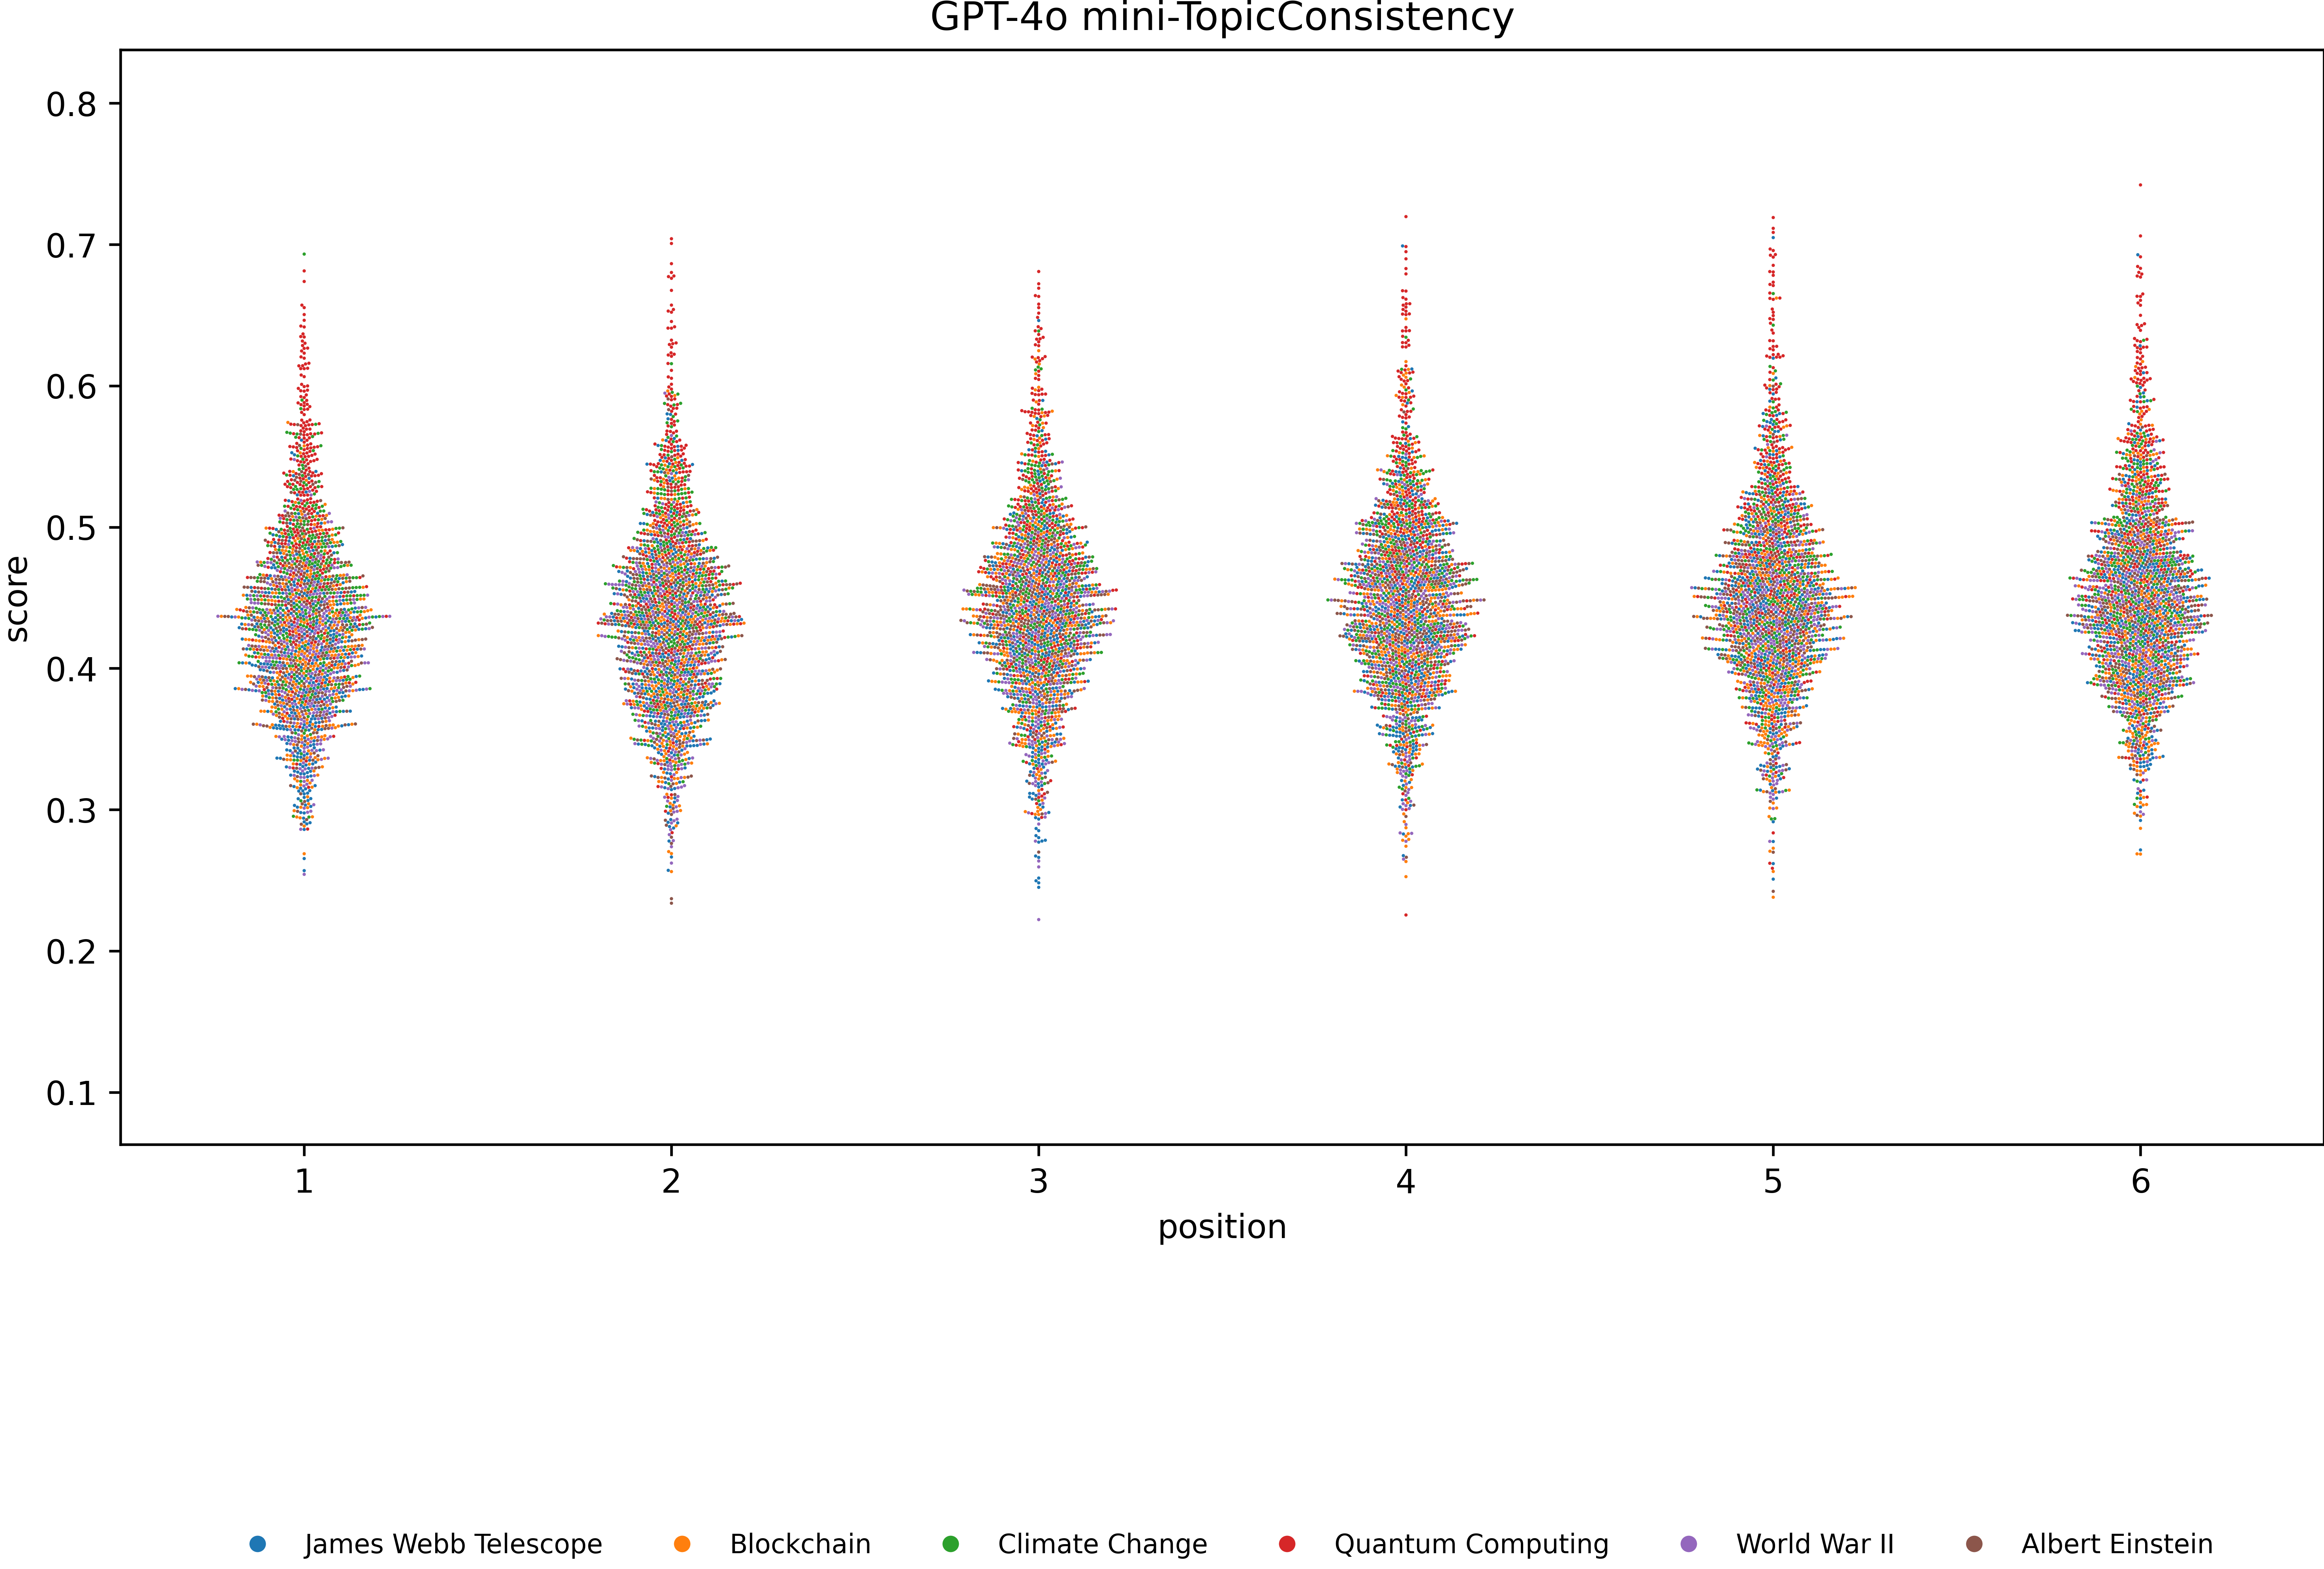 GPT-4o mini-TopicConsistency
0.8
0.7
0.6
0.5
0.4
0.3
0.2
0.1
score
1 2 3 4 5 6
position
James Webb Telescope Blockchain Climate Change Quantum Computing World War II Albert Einstein